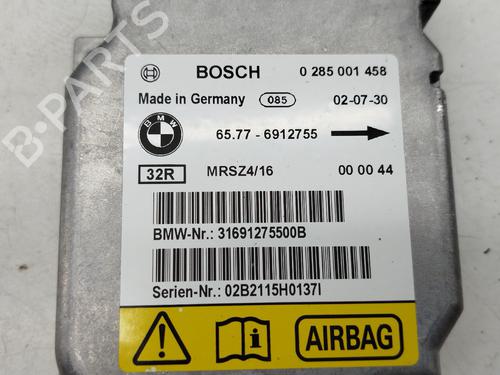 BOSCH 0 285 001 458
Made in Germany 085 02-07-30
BMW 65.77 - 6912755
32R MRSZ4/16 00 00 44
BMW-Nr.: 31691275500B
Serien-Nr.: 02B2115H0137I
AIRBAG
B-PARTS